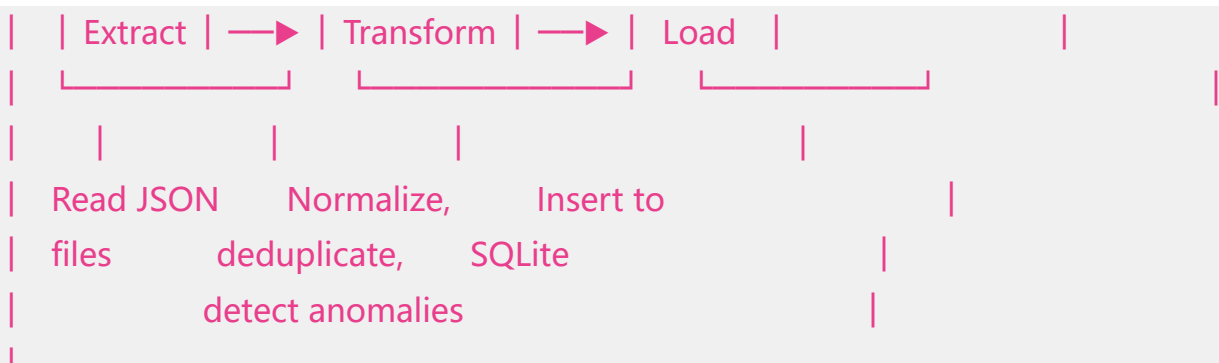 │ │ Extract │ ──▶ │ Transform │ ──▶ │ Load │ │
│ └───────────┘ └─────────────┘ └───────────┘ │
│ │ │ │ │
│ Read JSON Normalize, Insert to │
│ files deduplicate, SQLite │
│ detect anomalies │
│